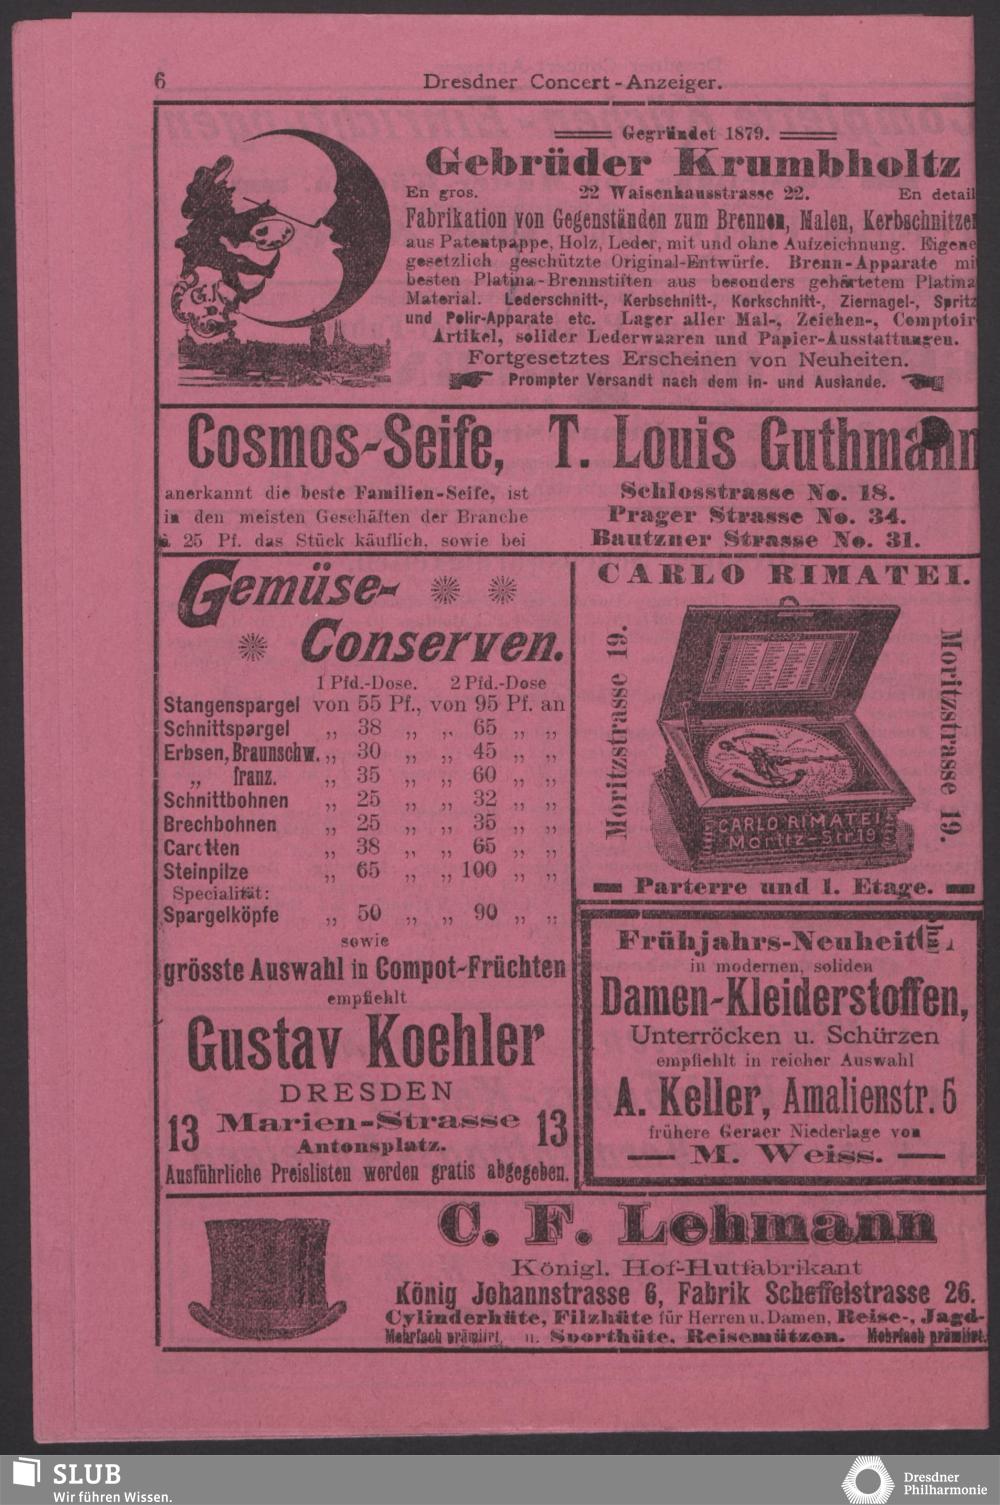 6
Dresdner Concert-Anzeiger.
Gegründet 1879.
Gebrüder Krumbholtz
En gros. 22 Waisenhausstrasse 22. En detail
Fabrikation von Gegenständen zum Brennen, Malen, Kerbschnitzen
aus Patentpappe, Holz, Leder, mit und ohne Aufzeichnung. Eigene
gesetzlich geschützte Original-Entwürfe. Brenn-Apparate mi
besten Platina-Brennstiften aus besonders gehärtetem Platina
Material. Lederschnitt-, Kerbschnitt-, Korkschnitt-, Ziernagel-, Spritz
und Polir-Apparate etc. Lager aller Mal-, Zeichen-, Comptoir
Artikel, solider Lederwaaren und Papier-Ausstattungen.
Fortgesetztes Erscheinen von Neuheiten.
Prompter Versandt nach dem In- und Auslande.
G.K.
Cosmos-Seife,
anerkannt die beste Familien-Seife, ist
in den meisten Geschäften der Branche
à 25 Pf. das Stück käuflich, sowie bei
T. Louis Guthmann
Schlosstrasse No. 18.
Prager Strasse No. 34.
Bautzner Strasse No. 31.
Gemüse-
Conserven.
1 Pfd.-Dose. 2 Pfd.-Dose
Stangenspargel von 55 Pf., von 95 Pf. an
Schnittspargel „ 38 „ „ 65 „ „
Erbsen, Braunschw. „ 30 „ „ 45 „ „
„ franz. „ 35 „ „ 60 „ „
Schnittbohnen „ 25 „ „ 32 „ „
Brechbohnen „ 25 „ „ 35 „ „
Carotten „ 38 „ „ 65 „ „
Steinpilze „ 65 „ „ 100 „ „
Specialität:
Spargelköpfe „ 50 „ „ 90 „ „
sowie
grösste Auswahl in Compot-Früchten
empfiehlt
Gustav Koehler
DRESDEN
13 Marien-Strasse 13
Antonsplatz.
Ausführliche Preislisten werden gratis abgegeben.
CARLO RIMATEI.
Moritzstrasse 19.
Moritzstrasse 19.
CARLO RIMATEI
Moritz-Str 19
Parterre und 1. Etage.
Frühjahrs-Neuheit
in modernen, soliden
Damen-Kleiderstoffen,
Unterröcken u. Schürzen
empfiehlt in reicher Auswahl
A. Keller, Amalienstr. 5
frühere Geraer Niederlage von
M. Weiss.
C. F. Lehmann
Königl. Hof-Hutfabrikant
König Johannstrasse 6, Fabrik Scheffelstrasse 26.
Cylinderhüte, Filzhüte für Herren u. Damen, Reise-, Jagd-
Mehrfach prämiirt. u. Sporthüte, Reisemützen. Mehrfach prämiirt.
SLUB
Wir führen Wissen.
Dresdner
Philharmonie